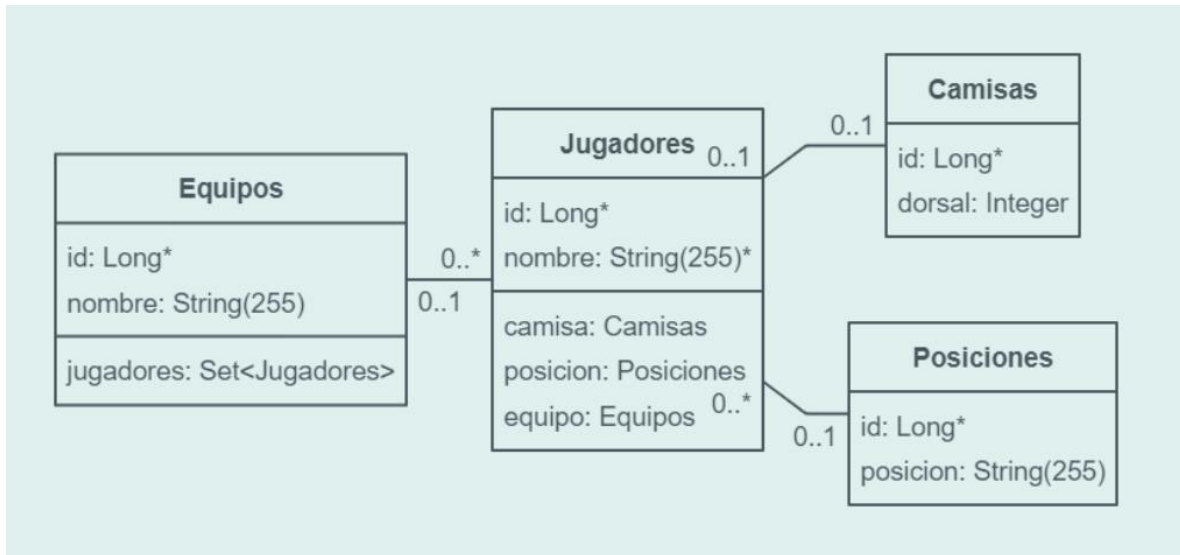 Equipos
id: Long*
nombre: String(255)
jugadores: Set<Jugadores>
0..*
0..1
Jugadores
0..1
id: Long*
nombre: String(255)*
camisa: Camisas
posicion: Posiciones
equipo: Equipos
0..*
0..1
Camisas
id: Long*
dorsal: Integer
0..1
Posiciones
id: Long*
posicion: String(255)